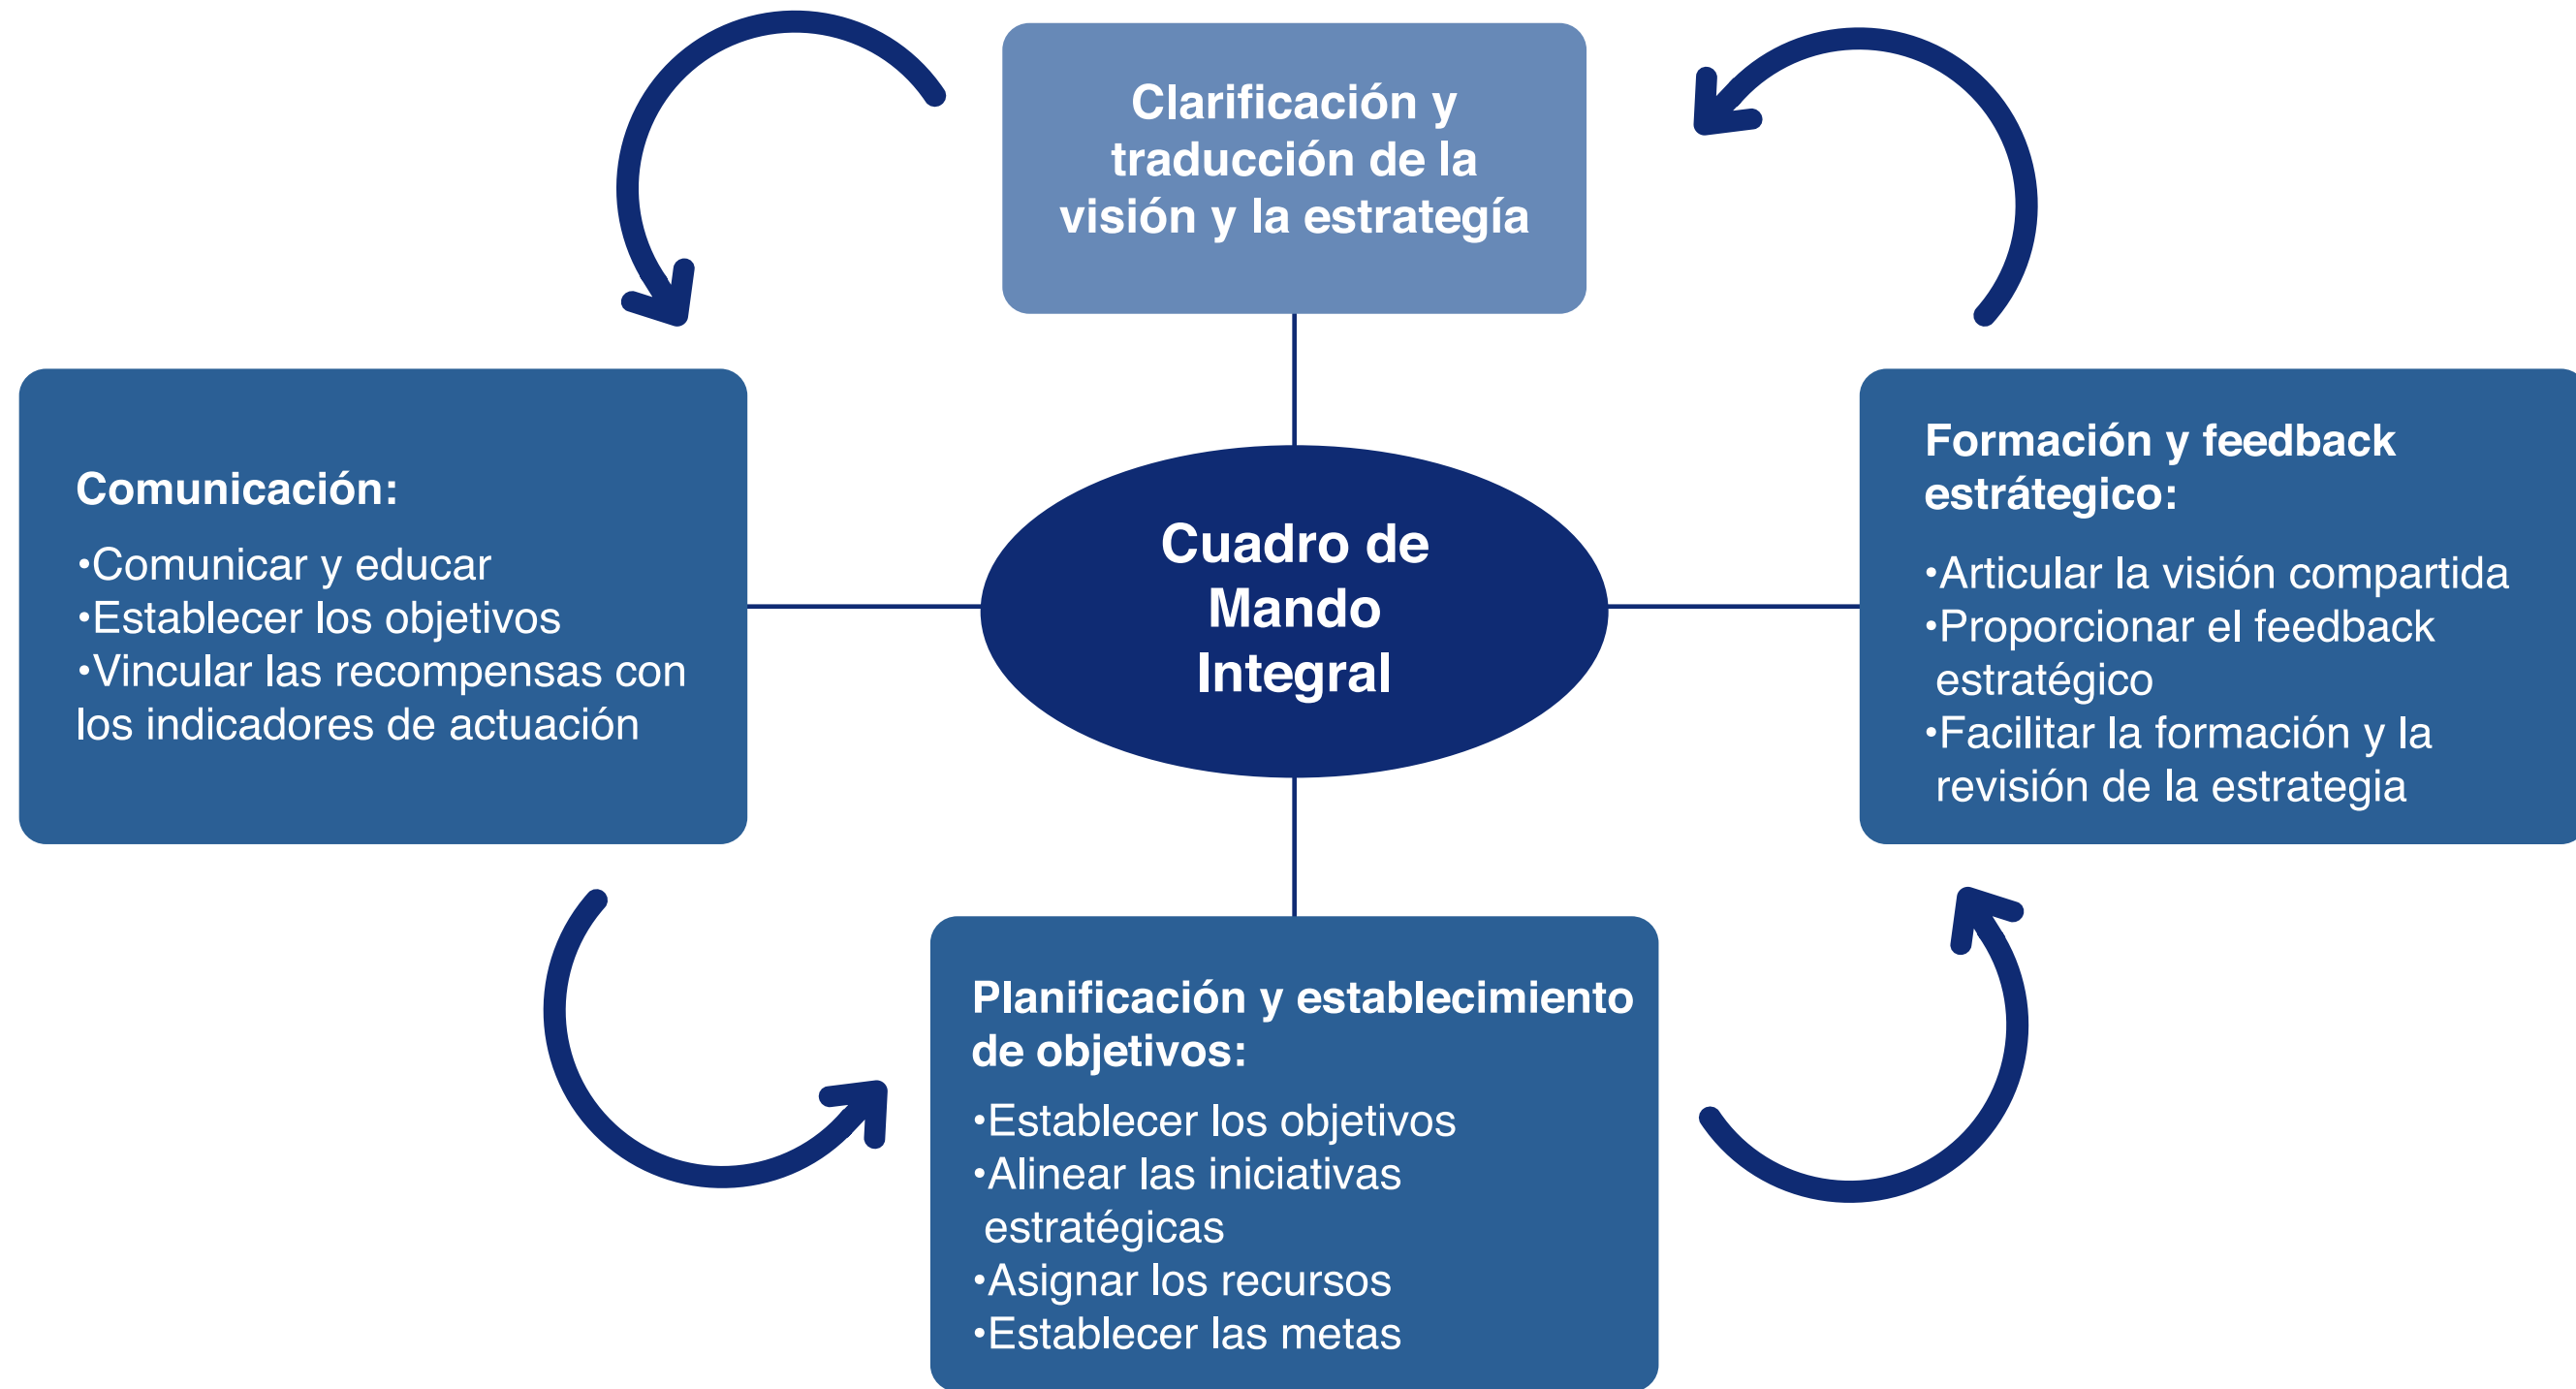 Clarificación y
traducción de la
visión y la estrategía
Comunicación:
•Comunicar y educar
•Establecer los objetivos
•Vincular las recompensas con
los indicadores de actuación
Cuadro de
Mando
Integral
Formación y feedback
estrátegico:
•Articular la visión compartida
•Proporcionar el feedback
estratégico
•Facilitar la formación y la
revisión de la estrategia
Planificación y establecimiento
de objetivos:
•Establecer los objetivos
•Alinear las iniciativas
estratégicas
•Asignar los recursos
•Establecer las metas